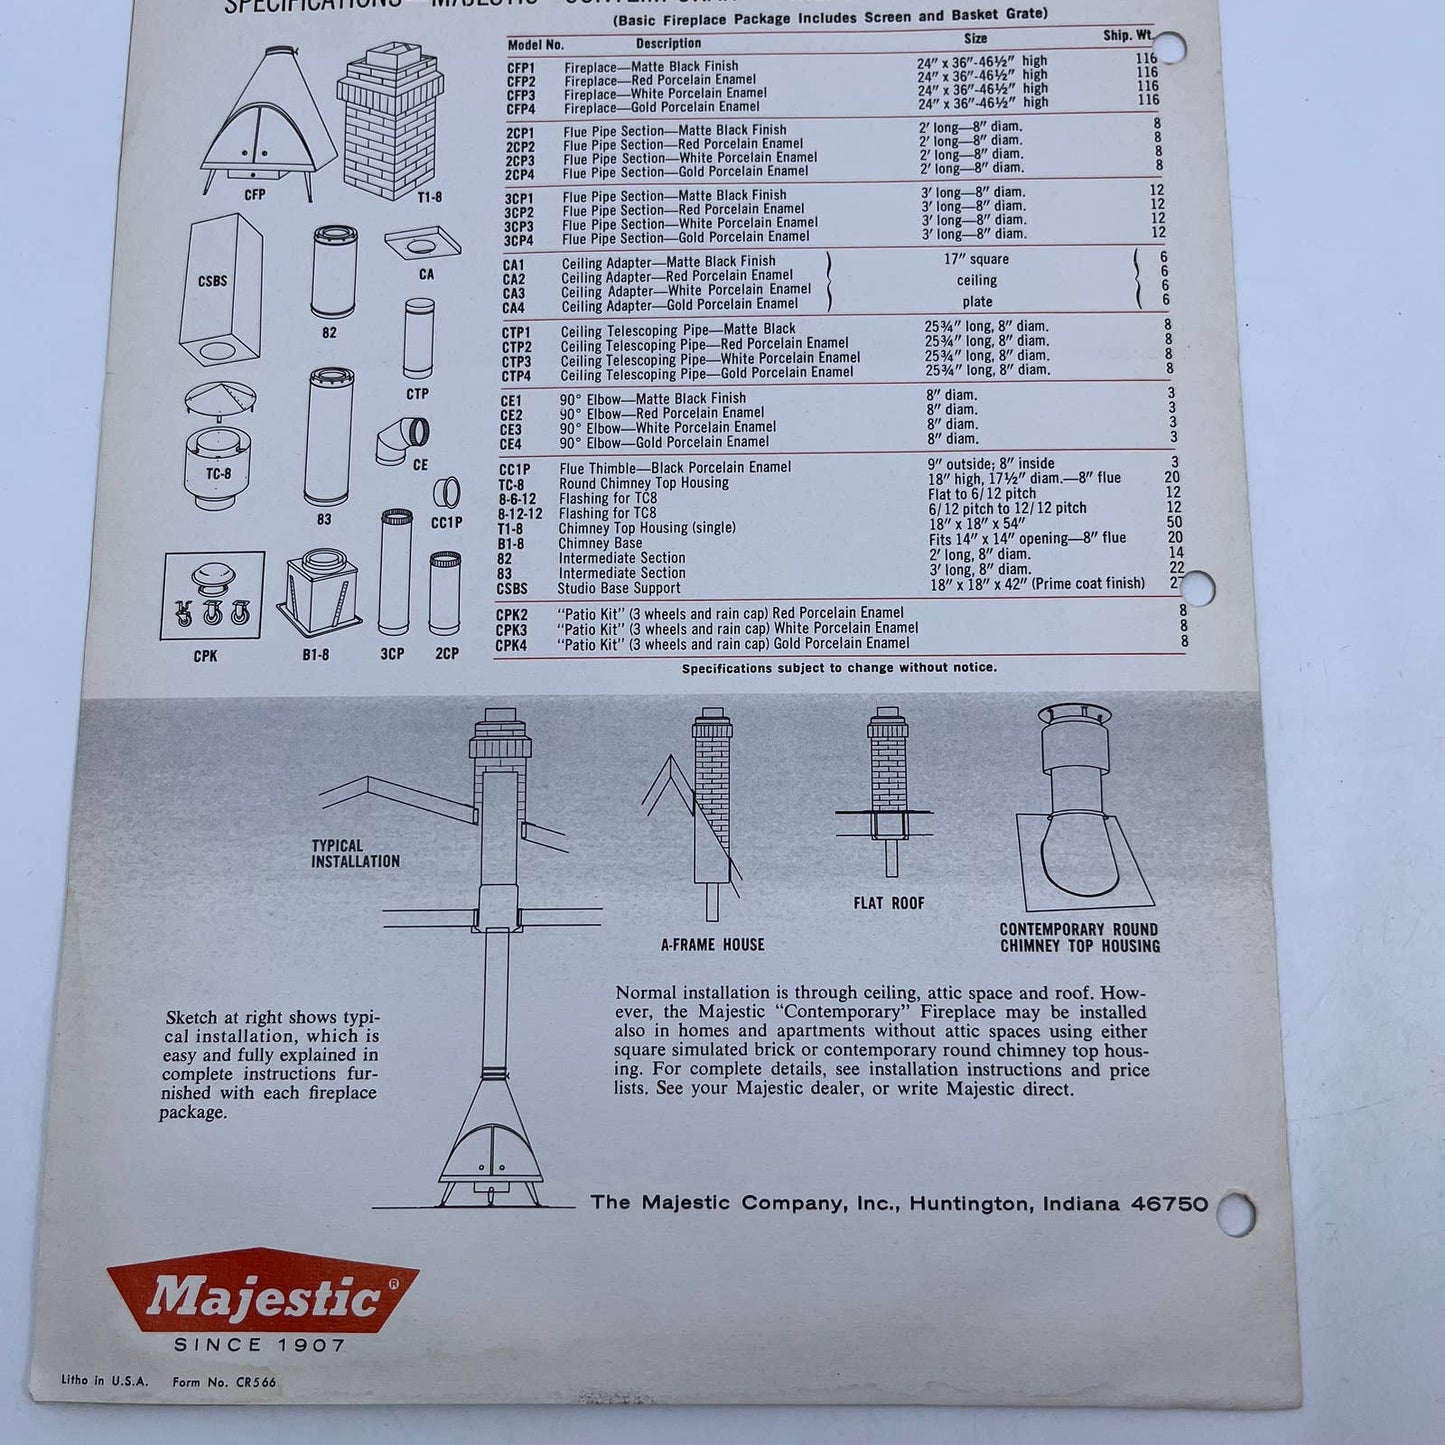 SPECIFICATIONS MAJESTIC
(Basic Fireplace Package Includes Screen and Basket Grate)
Model No. Description Size Ship. Wt.
CFP1 Fireplace—Matte Black Finish 24" x 36"-46½" high 116
CFP2 Fireplace—Red Porcelain Enamel 24" x 36"-46½" high 116
CFP3 Fireplace—White Porcelain Enamel 24" x 36"-46½" high 116
CFP4 Fireplace—Gold Porcelain Enamel 24" x 36"-46½" high 116
2CP1 Flue Pipe Section—Matte Black Finish 2' long—8" diam. 8
2CP2 Flue Pipe Section—Red Porcelain Enamel 2' long—8" diam. 8
2CP3 Flue Pipe Section—White Porcelain Enamel 2' long—8" diam. 8
2CP4 Flue Pipe Section—Gold Porcelain Enamel 2' long—8" diam. 8
3CP1 Flue Pipe Section—Matte Black Finish 3' long—8" diam. 12
3CP2 Flue Pipe Section—Red Porcelain Enamel 3' long—8" diam. 12
3CP3 Flue Pipe Section—White Porcelain Enamel 3' long—8" diam. 12
3CP4 Flue Pipe Section—Gold Porcelain Enamel 3' long—8" diam. 12
CA1 Ceiling Adapter—Matte Black Finish 17" square 6
CA2 Ceiling Adapter—Red Porcelain Enamel 6
CA3 Ceiling Adapter—White Porcelain Enamel ceiling 6
CA4 Ceiling Adapter—Gold Porcelain Enamel plate 6
CTP1 Ceiling Telescoping Pipe—Matte Black 25¾" long, 8" diam. 8
CTP2 Ceiling Telescoping Pipe—Red Porcelain Enamel 25¾" long, 8" diam. 8
CTP3 Ceiling Telescoping Pipe—White Porcelain Enamel 25¾" long, 8" diam. 8
CTP4 Ceiling Telescoping Pipe—Gold Porcelain Enamel 25¾" long, 8" diam. 8
CE1 90° Elbow—Matte Black Finish 8" diam. 3
CE2 90° Elbow—Red Porcelain Enamel 8" diam. 3
CE3 90° Elbow—White Porcelain Enamel 8" diam. 3
CE4 90° Elbow—Gold Porcelain Enamel 8" diam. 3
CC1P Flue Thimble—Black Porcelain Enamel 9" outside; 8" inside 3
TC-8 Round Chimney Top Housing 18" high, 17½" diam.—8" flue 20
8-6-12 Flashing for TC8 Flat to 6/12 pitch 12
8-12-12 Flashing for TC8 6/12 pitch to 12/12 pitch 12
T1-8 Chimney Top Housing (single) 18" x 18" x 54" 50
B1-8 Chimney Base Fits 14" x 14" opening—8" flue 20
82 Intermediate Section 2' long, 8" diam. 14
83 Intermediate Section 3' long, 8" diam. 22
CSBS Studio Base Support 18" x 18" x 42" (Prime coat finish)
CPK2 "Patio Kit" (3 wheels and rain cap) Red Porcelain Enamel 8
CPK3 "Patio Kit" (3 wheels and rain cap) White Porcelain Enamel 8
CPK4 "Patio Kit" (3 wheels and rain cap) Gold Porcelain Enamel 8
Specifications subject to change without notice.
CFP
T1-8
CSBS
82
CA
CTP
TC-8
83
CE
CC1P
CPK
B1-8
3CP
2CP
TYPICAL
INSTALLATION
A-FRAME HOUSE
FLAT ROOF
CONTEMPORARY ROUND
CHIMNEY TOP HOUSING
Sketch at right shows typi-
cal installation, which is
easy and fully explained in
complete instructions fur-
nished with each fireplace
package.
Normal installation is through ceiling, attic space and roof. How-
ever, the Majestic "Contemporary" Fireplace may be installed
also in homes and apartments without attic spaces using either
square simulated brick or contemporary round chimney top hous-
ing. For complete details, see installation instructions and price
lists. See your Majestic dealer, or write Majestic direct.
The Majestic Company, Inc., Huntington, Indiana 46750
Majestic®
SINCE 1907
Litho in U.S.A. Form No. CR566